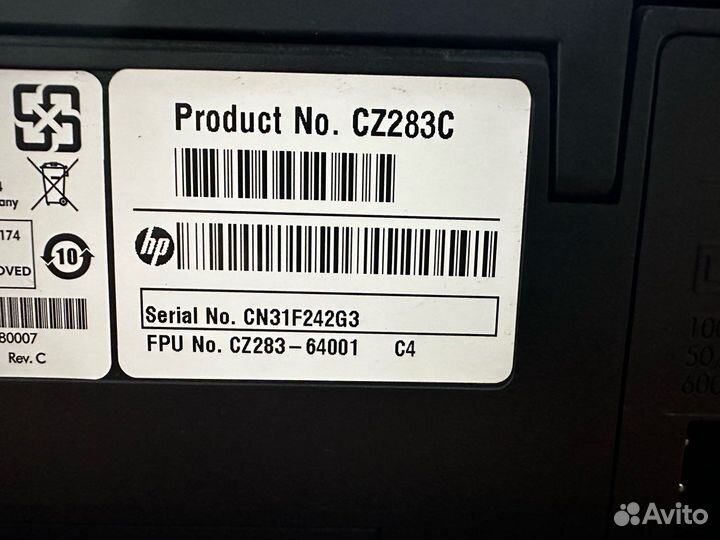 Product No. CZ283C
hp
Serial No. CN31F242G3
FPU No. CZ283-64001 C4
4
any
174
OVED
10
80007
Rev. C
Avito